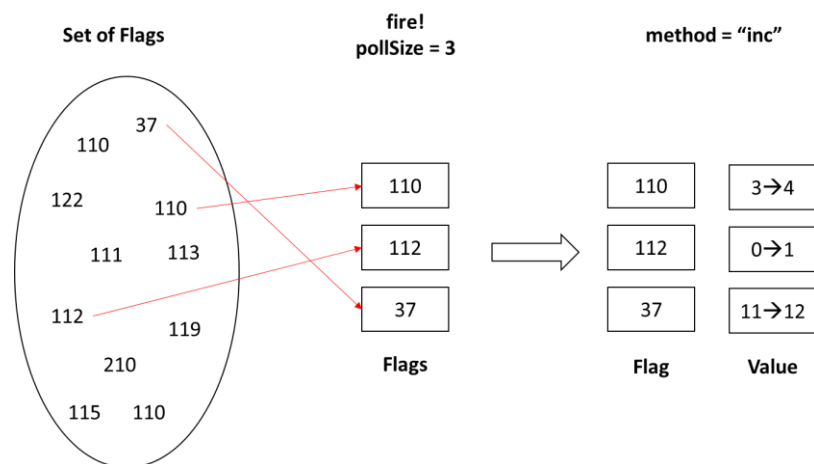 Set of Flags
fire!
pollSize = 3
method = “inc”
37
110
122
110
111
113
112
119
210
115
110
110
112
37
Flags
110
3→4
112
0→1
37
11→12
Flag
Value